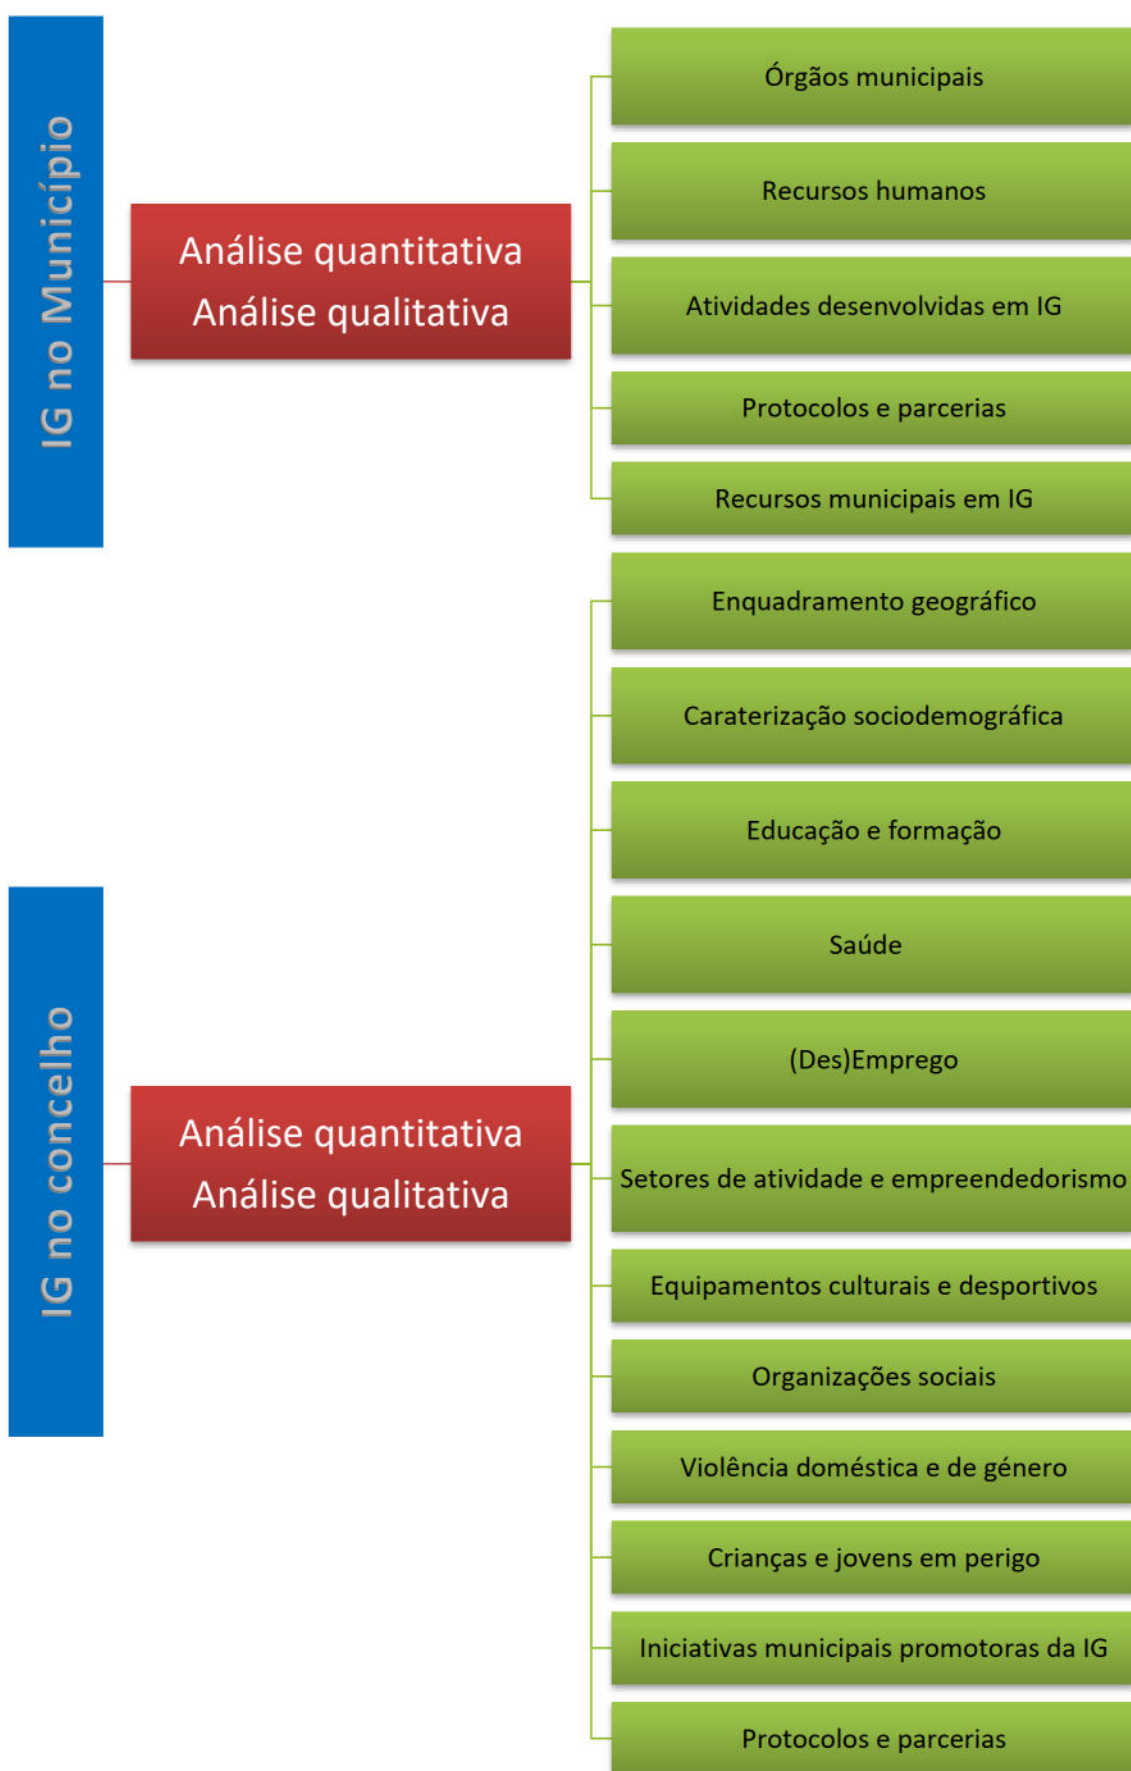 IG no Município
Análise quantitativa
Análise qualitativa
Órgãos municipais
Recursos humanos
Atividades desenvolvidas em IG
Protocolos e parcerias
Recursos municipais em IG
IG no concelho
Análise quantitativa
Análise qualitativa
Enquadramento geográfico
Caraterização sociodemográfica
Educação e formação
Saúde
(Des)Emprego
Setores de atividade e empreendedorismo
Equipamentos culturais e desportivos
Organizações sociais
Violência doméstica e de género
Crianças e jovens em perigo
Iniciativas municipais promotoras da IG
Protocolos e parcerias